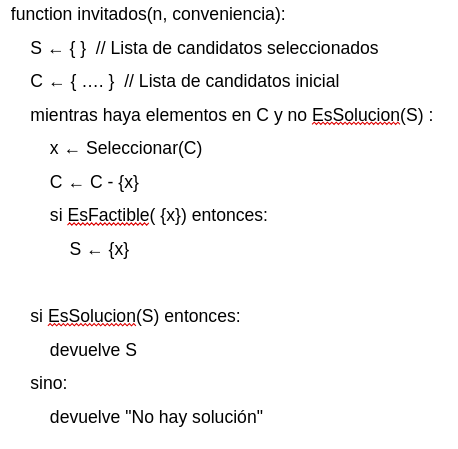 function invitados(n, conveniencia):
S ← { }  // Lista de candidatos seleccionados
C ← { .... }  // Lista de candidatos inicial
mientras haya elementos en C y no EsSolucion(S) :
x ← Seleccionar(C)
C ← C - {x}
si EsFactible( {x}) entonces:
S ← {x}
si EsSolucion(S) entonces:
devuelve S
sino:
devuelve "No hay solución"